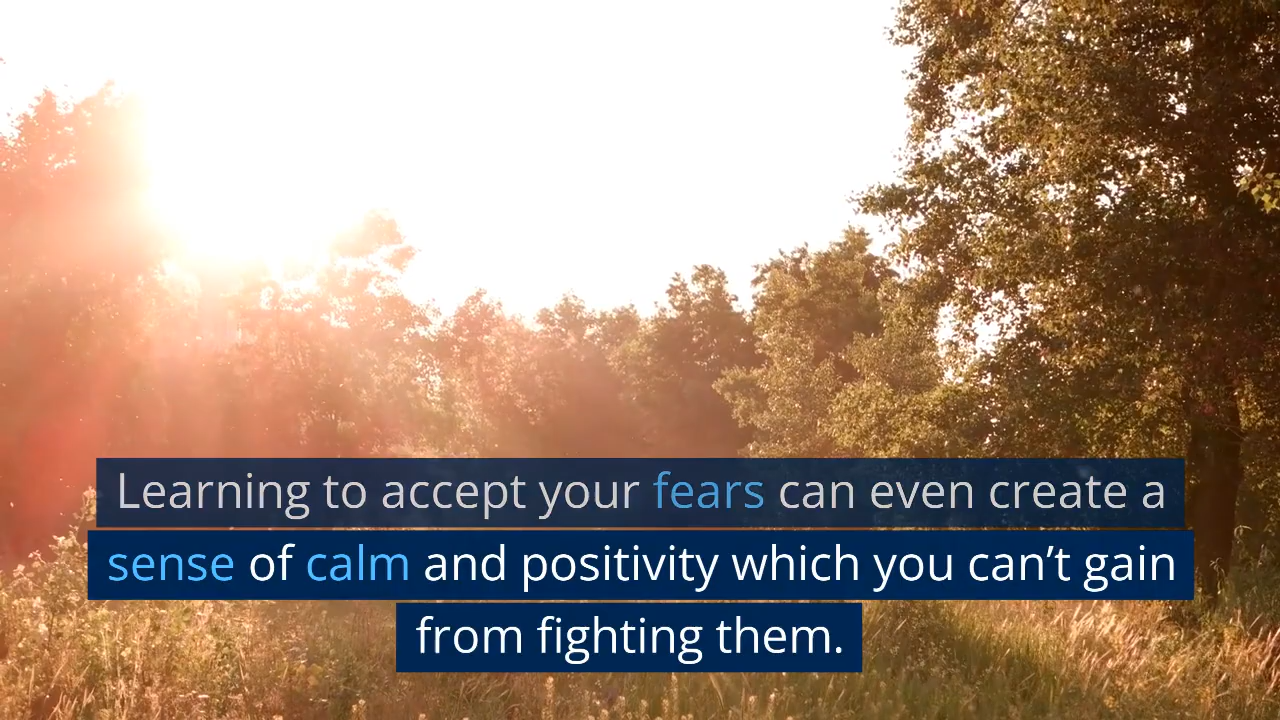 Learning to accept your fears can even create a
sense of calm and positivity which you can’t gain
from fighting them.